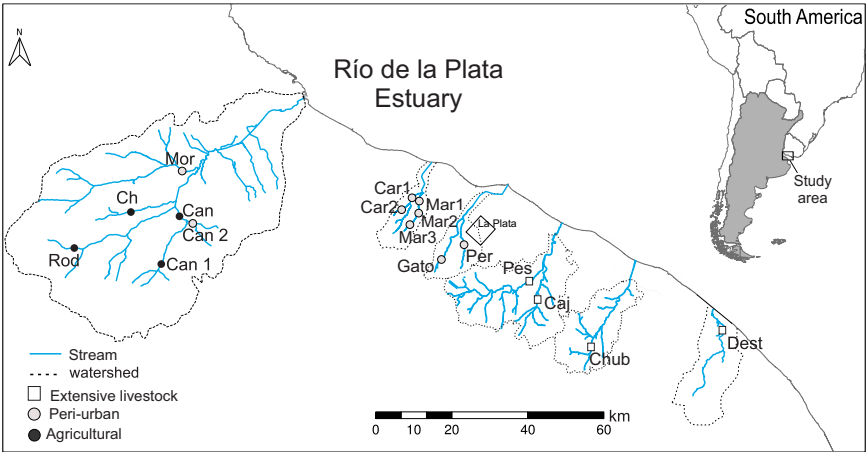 South America
N
Río de la Plata
Estuary
Study
area
Mor
Ch
Can
Can 2
Rod
Can 1
Car1
Car2
Mar1
Mar2
Mar3
La Plata
Gato
Per
Pes
Caj
Chub
Dest
Stream
watershed
Extensive livestock
Peri-urban
Agricultural
km
0 10 20 40 60